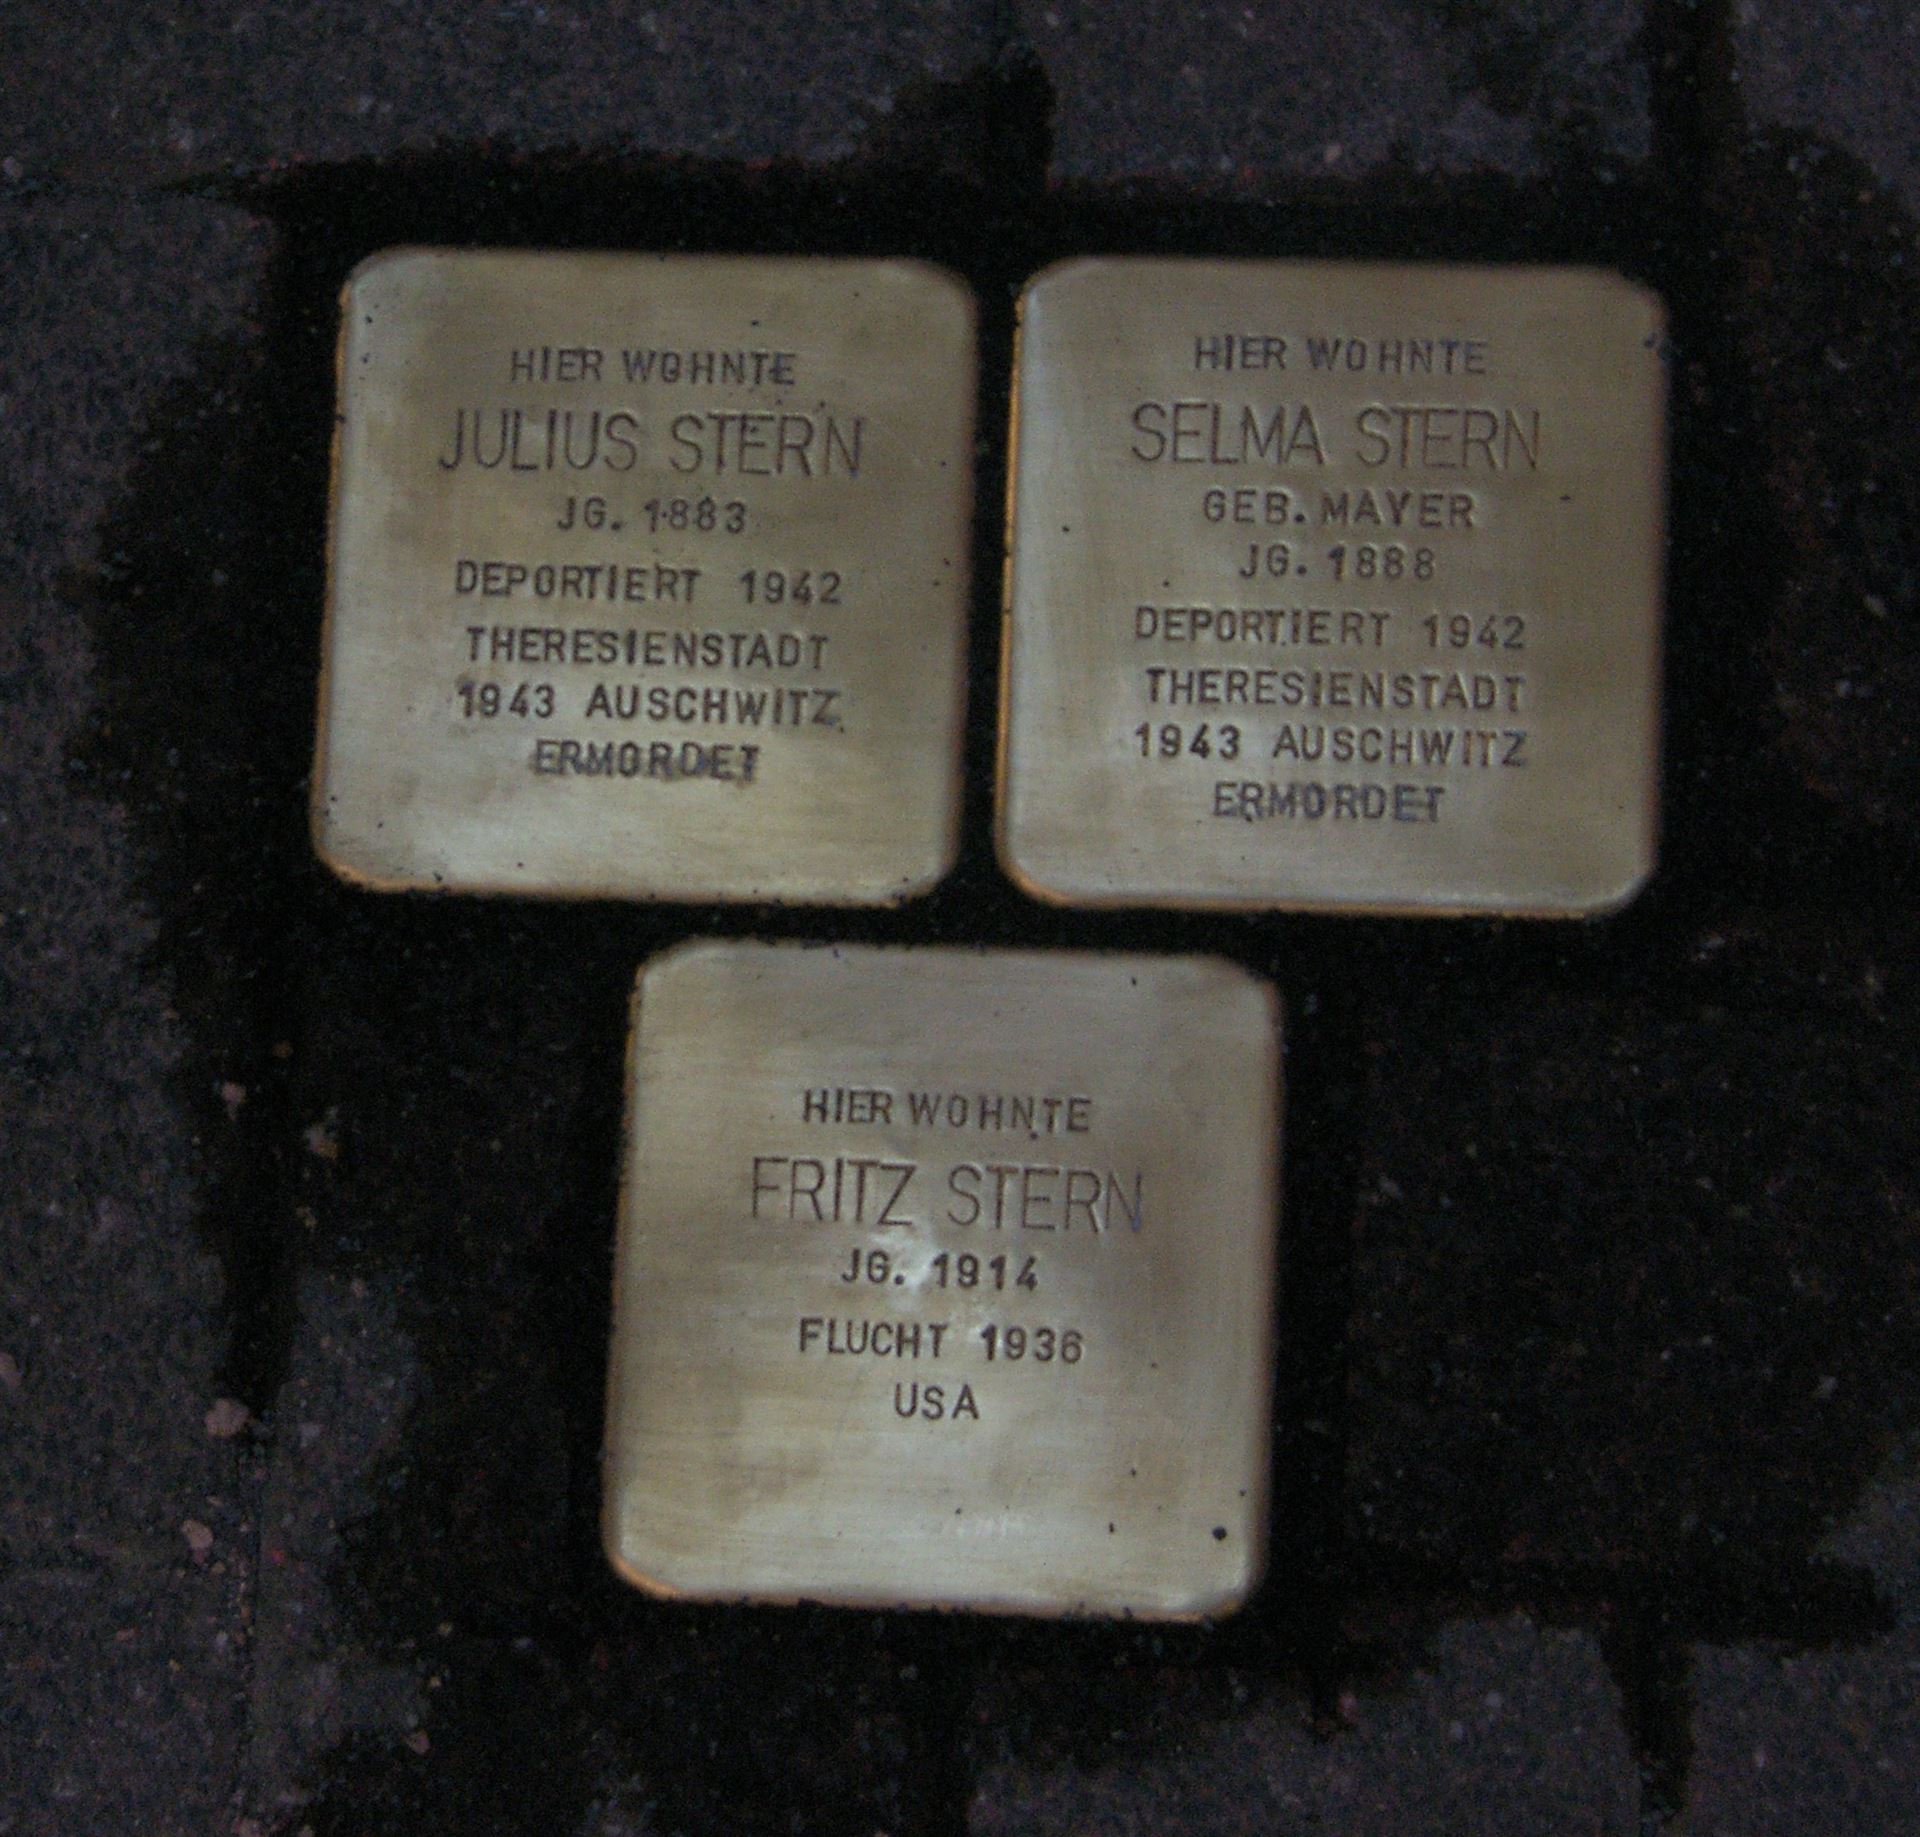 HIER WOHNTE
JULIUS STERN
JG. 1883
DEPORTIERT 1942
THERESIENSTADT
1943 AUSCHWITZ
ERMORDET
HIER WOHNTE
SELMA STERN
GEB. MAYER
JG. 1888
DEPORTIERT 1942
THERESIENSTADT
1943 AUSCHWITZ
ERMORDET
HIER WOHNTE
FRITZ STERN
JG. 1914
FLUCHT 1936
USA